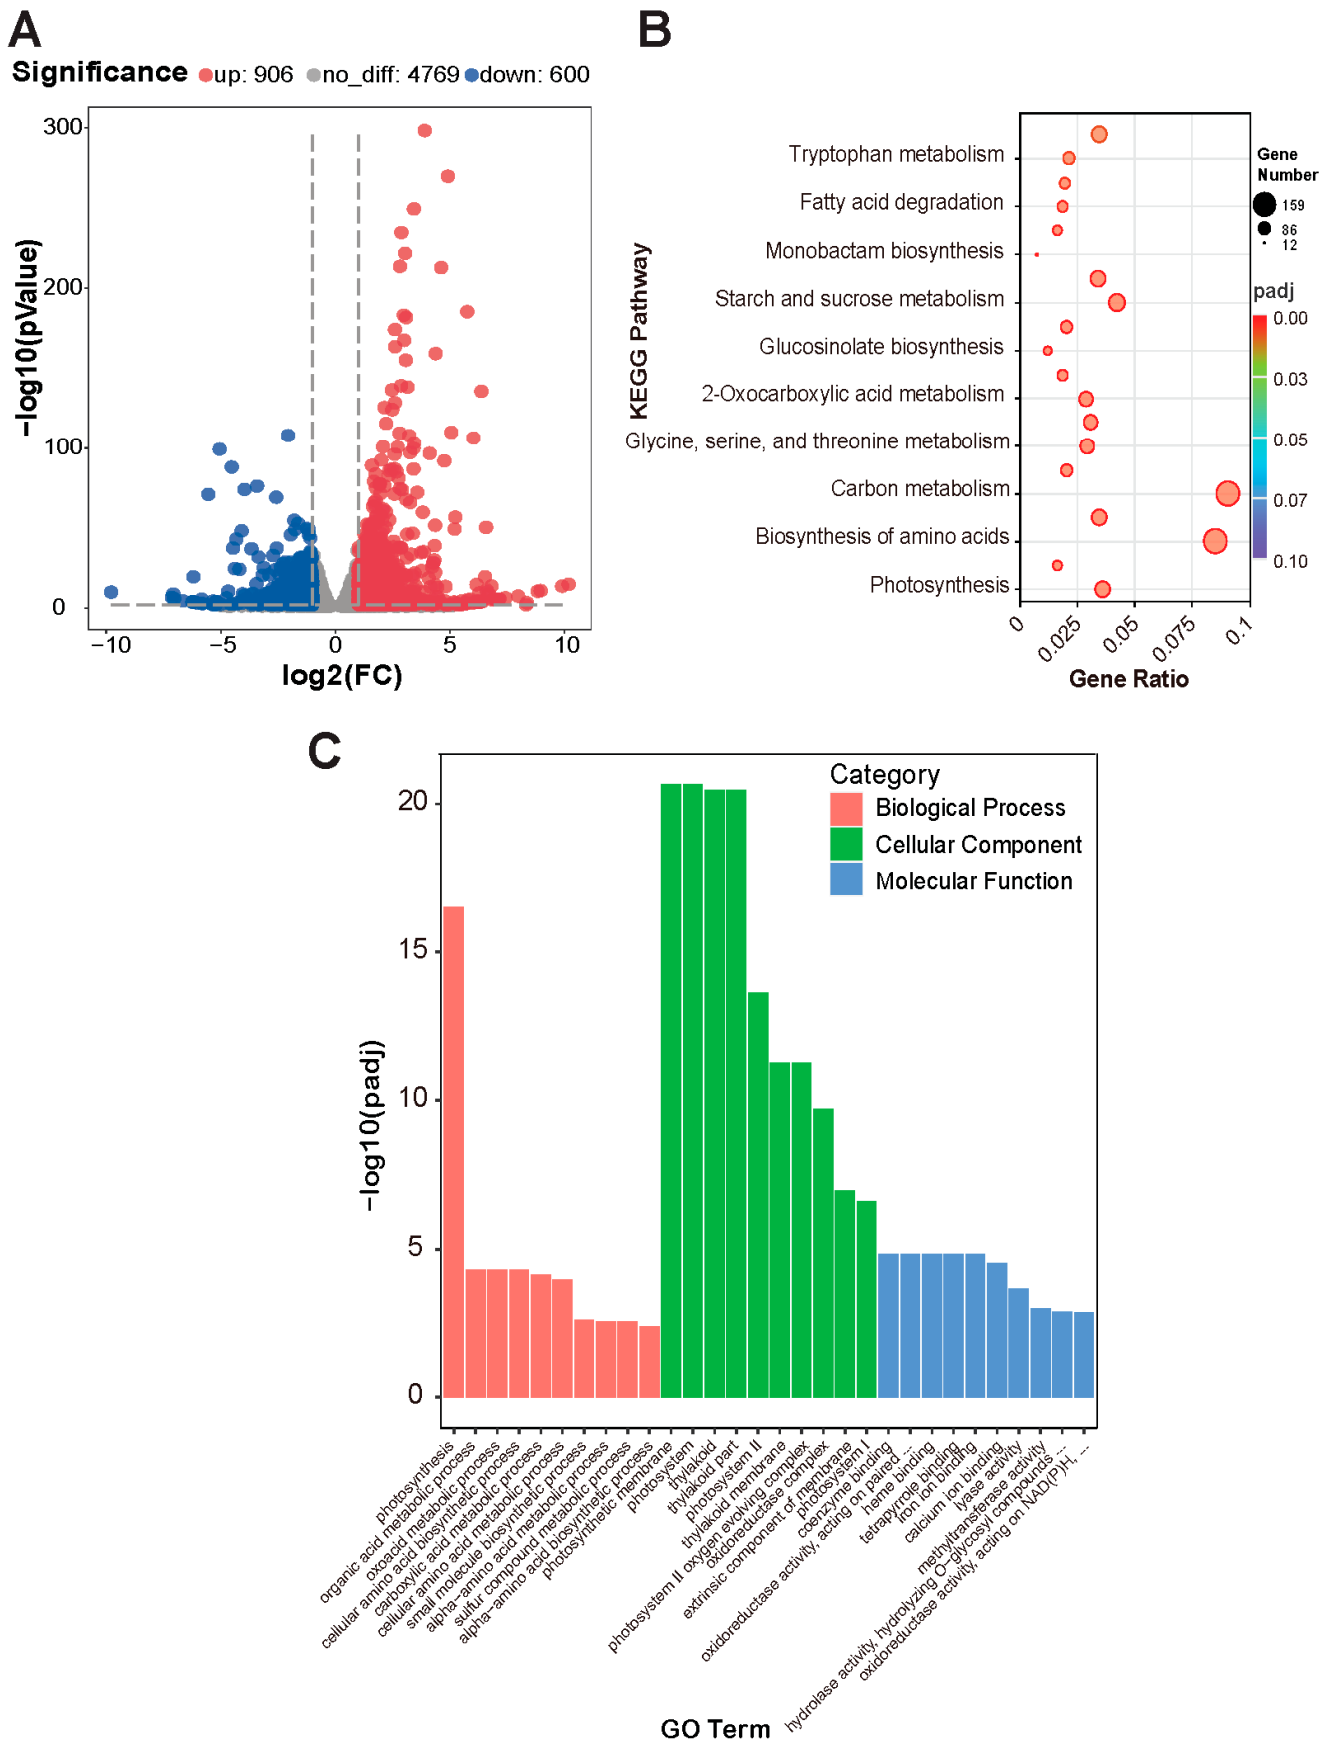 A
Significance up: 906 no_diff: 4769 down: 600
−log10(pValue)
300
200
100
0
−10 −5 0 5 10
log2(FC)
B
KEGG Pathway
Tryptophan metabolism
Fatty acid degradation
Monobactam biosynthesis
Starch and sucrose metabolism
Glucosinolate biosynthesis
2-Oxocarboxylic acid metabolism
Glycine, serine, and threonine metabolism
Carbon metabolism
Biosynthesis of amino acids
Photosynthesis
0 0.025 0.05 0.075 0.1
Gene Ratio
Gene
Number
159
86
12
padj
0.00
0.03
0.05
0.07
0.10
C
−log10(padj)
20
15
10
5
0
Category
Biological Process
Cellular Component
Molecular Function
photosynthesis
organic acid metabolic process
oxoacid metabolic process
cellular amino acid biosynthetic process
carboxylic acid metabolic process
cellular amino acid metabolic process
small molecule biosynthetic process
alpha−amino acid metabolic process
sulfur compound metabolic process
alpha−amino acid biosynthetic process
photosynthetic membrane
photosystem
thylakoid
thylakoid part
photosystem II
thylakoid membrane
photosystem II oxygen evolving complex
oxidoreductase complex
extrinsic component of membrane
photosystem I
coenzyme binding
oxidoreductase activity, acting on paired ...
heme binding
tetrapyrrole binding
iron ion binding
calcium ion binding
lyase activity
methyltransferase activity
hydrolase activity, hydrolyzing O−glycosyl compounds ...
oxidoreductase activity, acting on NAD(P)H, ...
GO Term